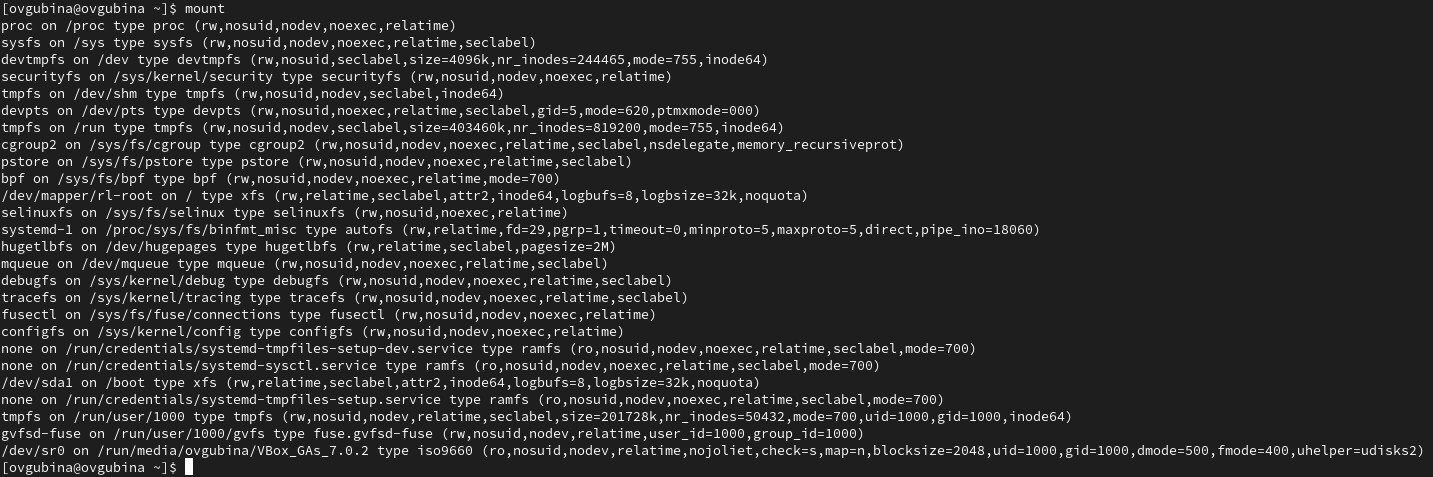 [ovgubina@ovgubina ~]$ mount
proc on /proc type proc (rw,nosuid,nodev,noexec,relatime)
sysfs on /sys type sysfs (rw,nosuid,nodev,noexec,relatime,seclabel)
devtmpfs on /dev type devtmpfs (rw,nosuid,seclabel,size=4096k,nr_inodes=244465,mode=755,inode64)
securityfs on /sys/kernel/security type securityfs (rw,nosuid,nodev,noexec,relatime)
tmpfs on /dev/shm type tmpfs (rw,nosuid,nodev,seclabel,inode64)
devpts on /dev/pts type devpts (rw,nosuid,noexec,relatime,seclabel,gid=5,mode=620,ptmxmode=000)
tmpfs on /run type tmpfs (rw,nosuid,nodev,seclabel,size=403460k,nr_inodes=819200,mode=755,inode64)
cgroup2 on /sys/fs/cgroup type cgroup2 (rw,nosuid,nodev,noexec,relatime,seclabel,nsdelegate,memory_recursiveprot)
pstore on /sys/fs/pstore type pstore (rw,nosuid,nodev,noexec,relatime,seclabel)
bpf on /sys/fs/bpf type bpf (rw,nosuid,nodev,noexec,relatime,mode=700)
/dev/mapper/rl-root on / type xfs (rw,relatime,seclabel,attr2,inode64,logbufs=8,logbsize=32k,noquota)
selinuxfs on /sys/fs/selinux type selinuxfs (rw,nosuid,noexec,relatime)
systemd-1 on /proc/sys/fs/binfmt_misc type autofs (rw,relatime,fd=29,pgrp=1,timeout=0,minproto=5,maxproto=5,direct,pipe_ino=18060)
hugetlbfs on /dev/hugepages type hugetlbfs (rw,relatime,seclabel,pagesize=2M)
mqueue on /dev/mqueue type mqueue (rw,nosuid,nodev,noexec,relatime,seclabel)
debugfs on /sys/kernel/debug type debugfs (rw,nosuid,nodev,noexec,relatime,seclabel)
tracefs on /sys/kernel/tracing type tracefs (rw,nosuid,nodev,noexec,relatime,seclabel)
fusectl on /sys/fs/fuse/connections type fusectl (rw,nosuid,nodev,noexec,relatime)
configfs on /sys/kernel/config type configfs (rw,nosuid,nodev,noexec,relatime)
none on /run/credentials/systemd-tmpfiles-setup-dev.service type ramfs (ro,nosuid,nodev,noexec,relatime,seclabel,mode=700)
none on /run/credentials/systemd-sysctl.service type ramfs (ro,nosuid,nodev,noexec,relatime,seclabel,mode=700)
/dev/sda1 on /boot type xfs (rw,relatime,seclabel,attr2,inode64,logbufs=8,logbsize=32k,noquota)
none on /run/credentials/systemd-tmpfiles-setup.service type ramfs (ro,nosuid,nodev,noexec,relatime,seclabel,mode=700)
tmpfs on /run/user/1000 type tmpfs (rw,nosuid,nodev,relatime,seclabel,size=201728k,nr_inodes=50432,mode=700,uid=1000,gid=1000,inode64)
gvfsd-fuse on /run/user/1000/gvfs type fuse.gvfsd-fuse (rw,nosuid,nodev,relatime,user_id=1000,group_id=1000)
/dev/sr0 on /run/media/ovgubina/VBox_GAs_7.0.2 type iso9660 (ro,nosuid,nodev,relatime,nojoliet,check=s,map=n,blocksize=2048,uid=1000,gid=1000,dmode=500,fmode=400,uhelper=udisks2)
[ovgubina@ovgubina ~]$